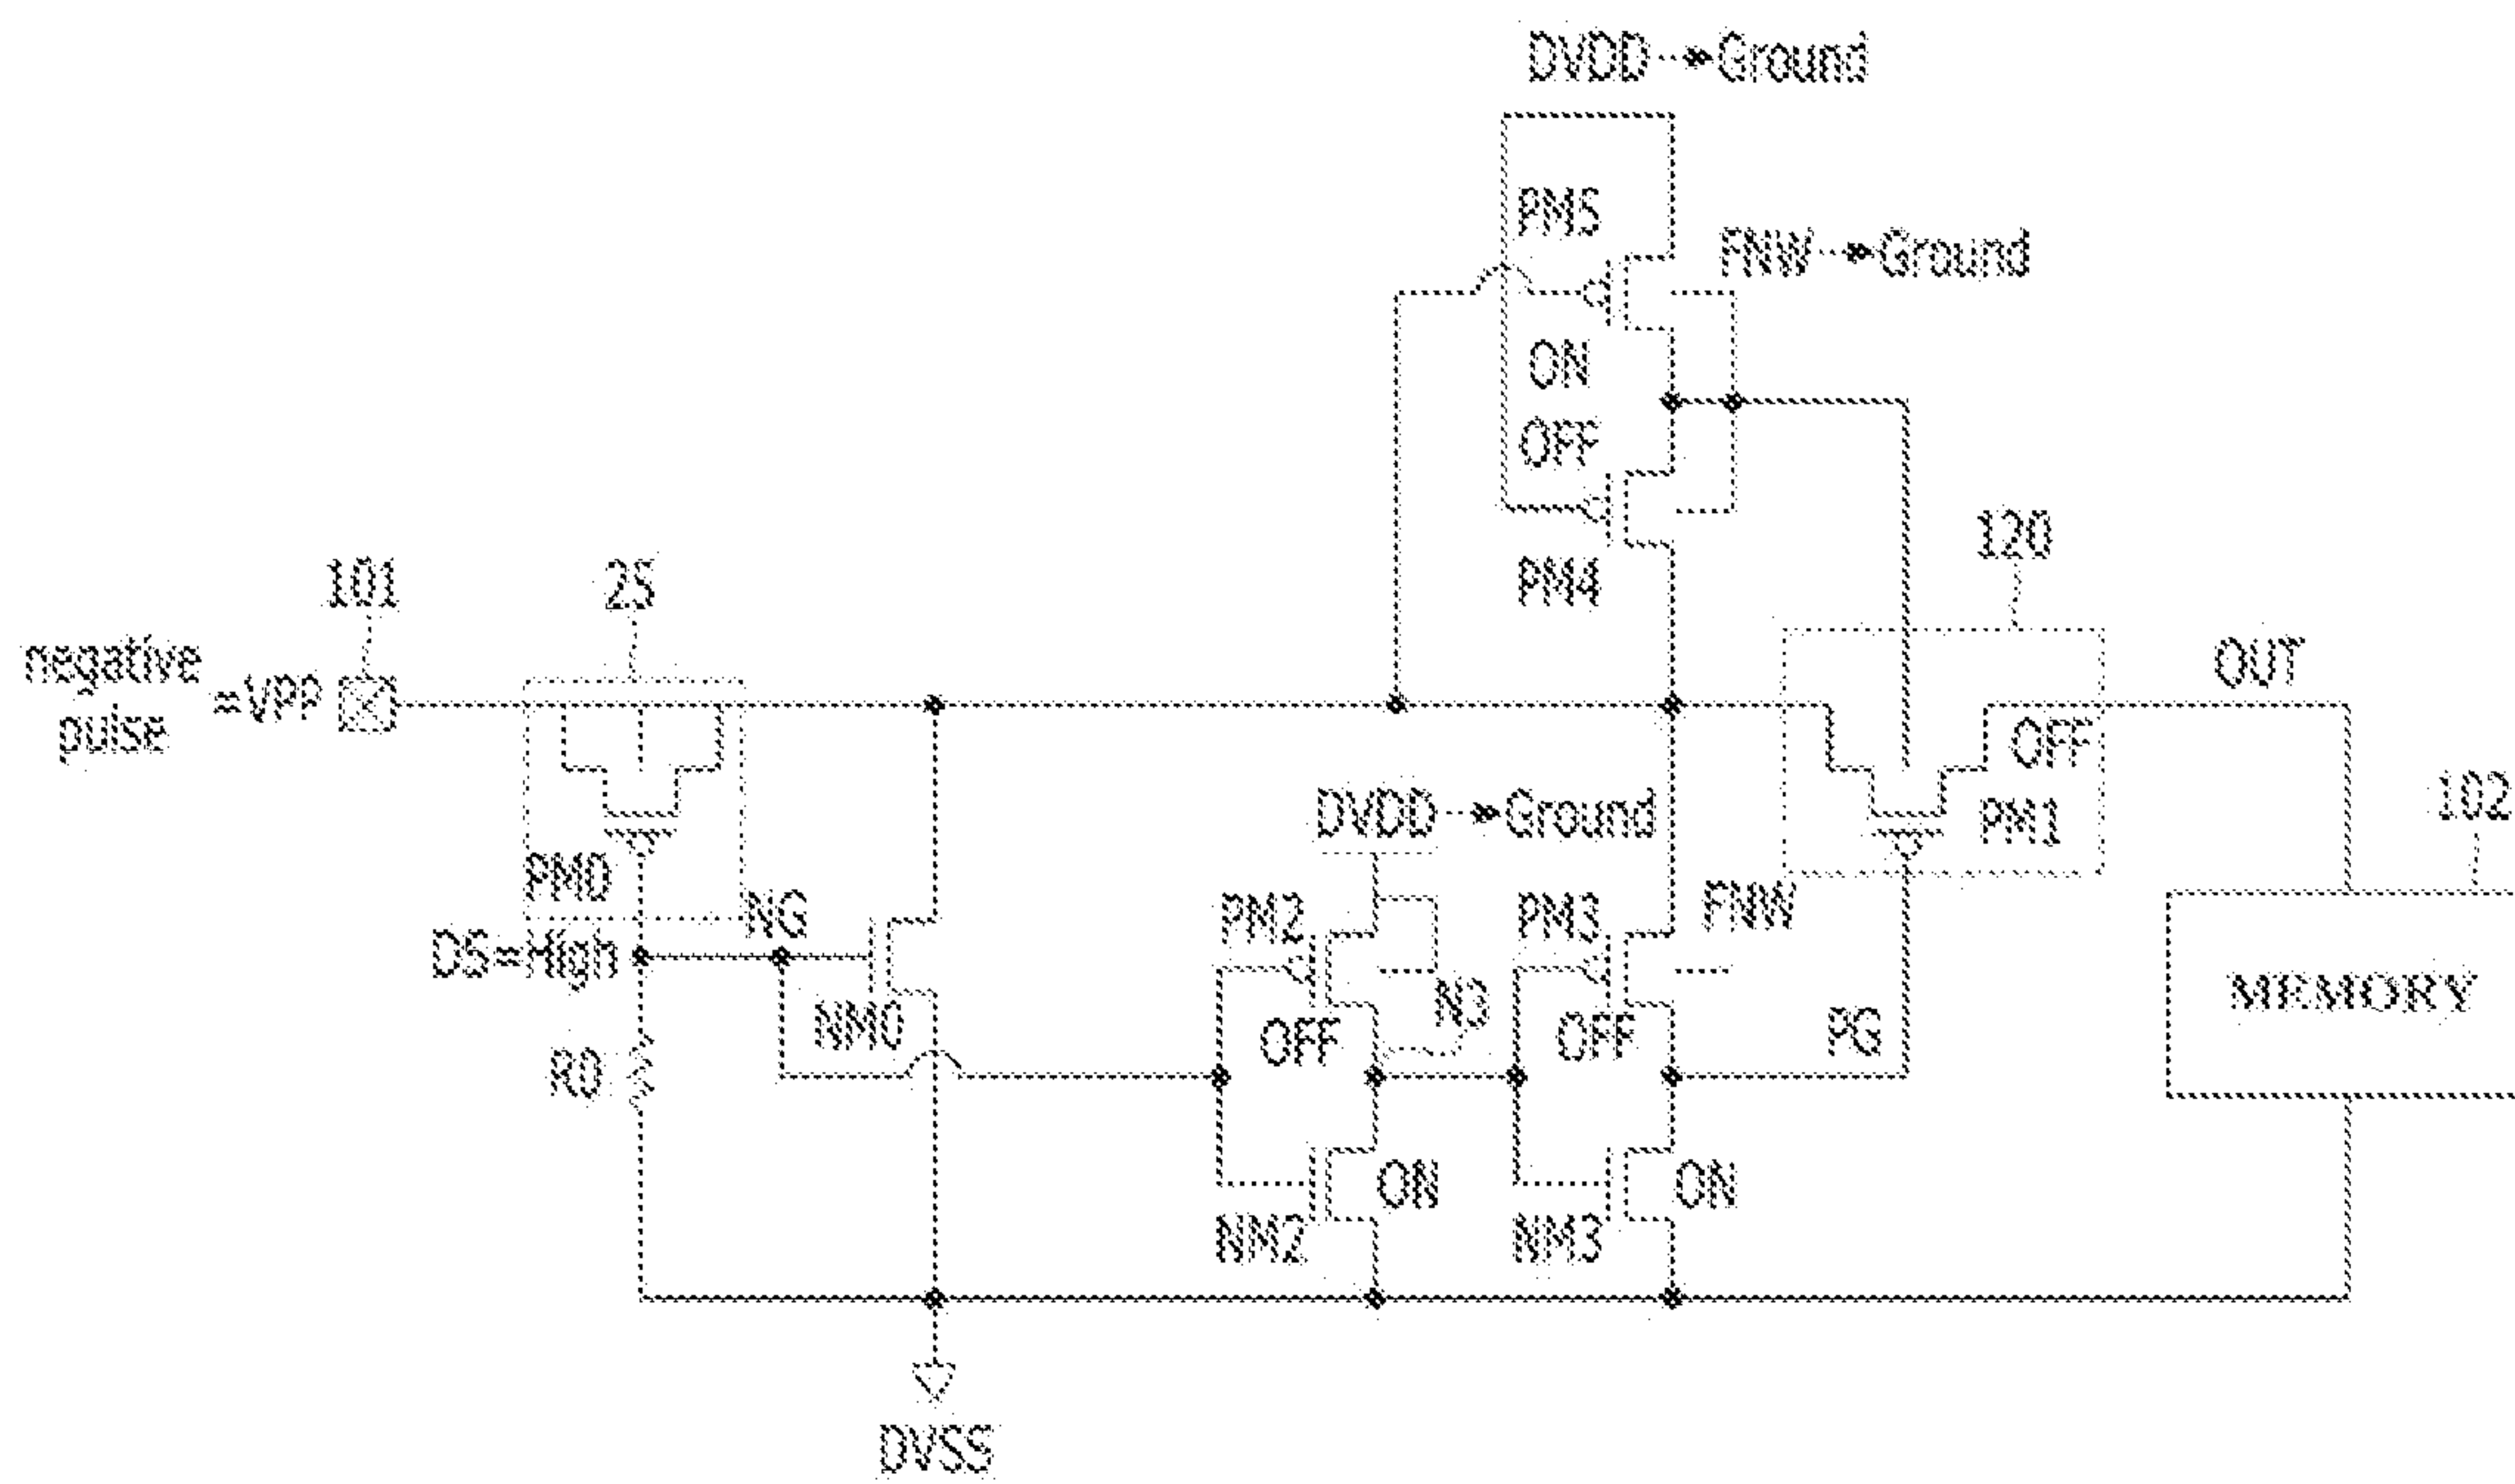 DVDD→Ground
PM5
FNW→Ground
ON
OFF
PM4
120
101
25
negative
pulse
=VPP
OUT
OFF
PM1
102
DVDD→Ground
PM0
NG
PM2
PM3
FNW
DS=High
NM0
N3
OFF
OFF
PG
MEMORY
R0
ON
ON
NM2
NM3
DVSS